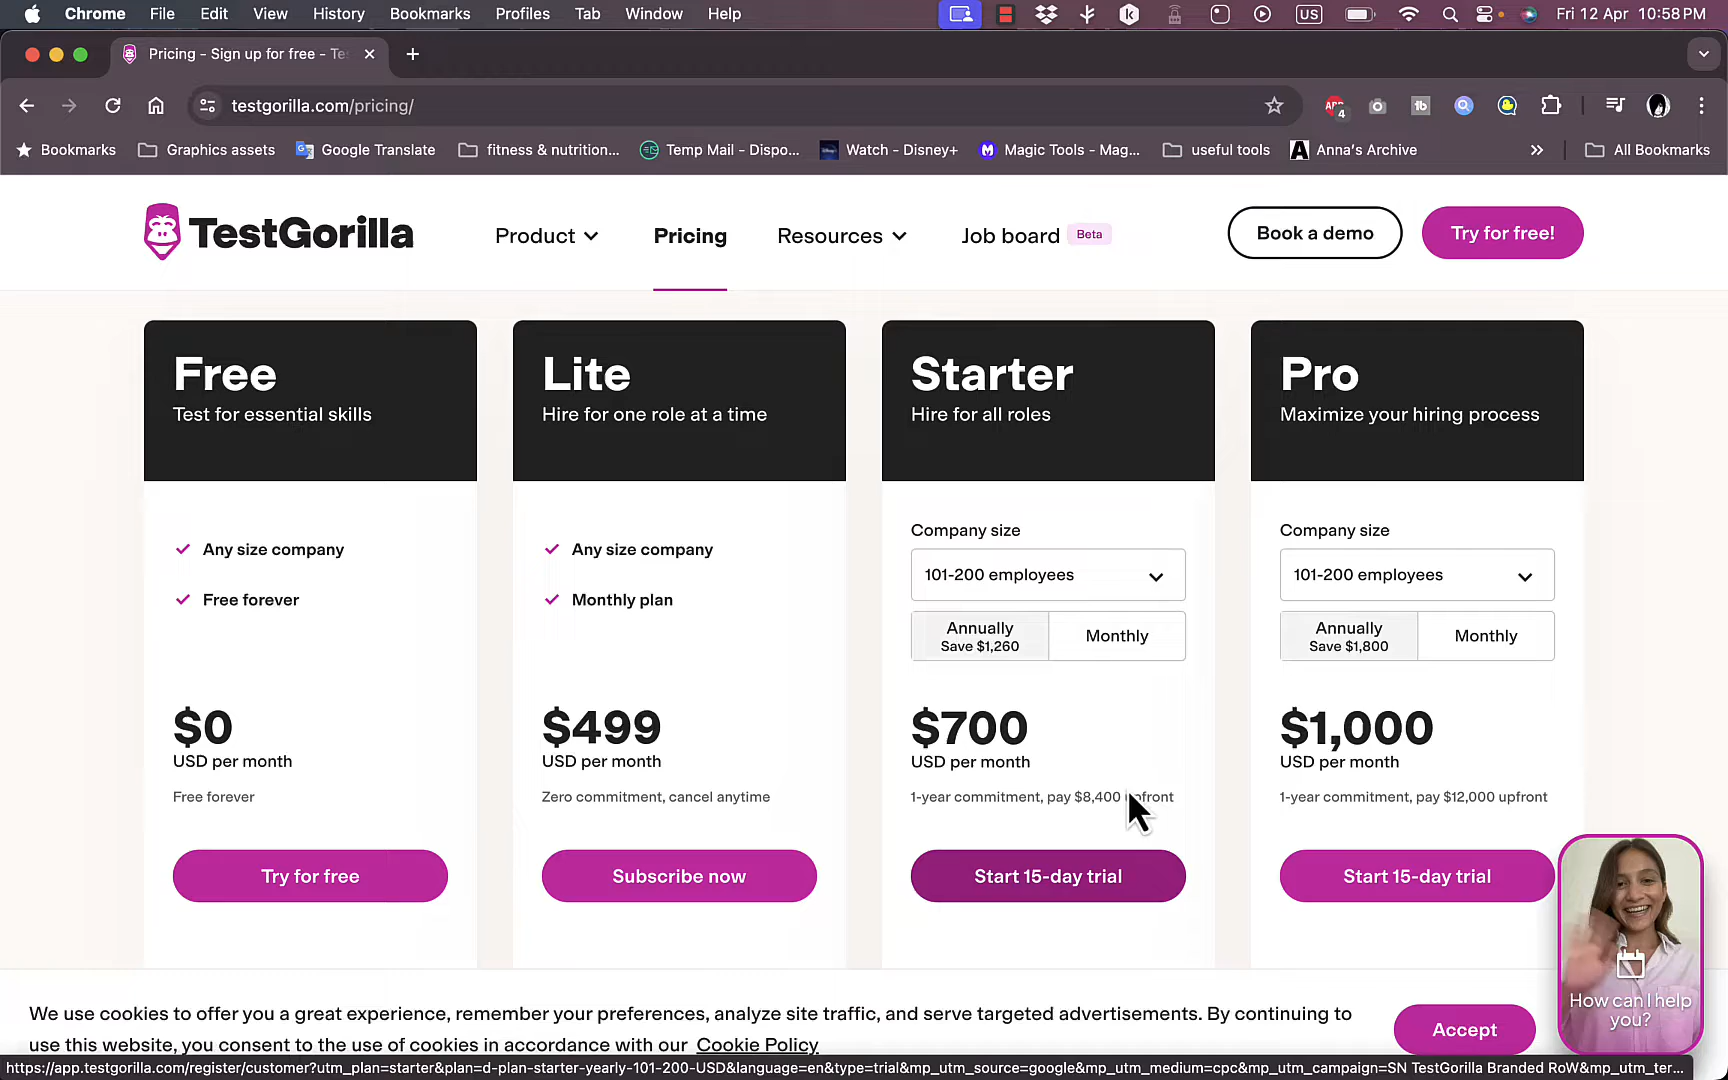 Chrome File Edit View History Bookmarks Profiles Tab Window Help US Fri 12 Apr 10:58 PM
Pricing - Sign up for free - Te
testgorilla.com/pricing/
ABP 4 tb
Bookmarks Graphics assets Google Translate fitness & nutrition... Temp Mail - Dispo... Watch - Disney+ Magic Tools - Mag... useful tools Anna's Archive All Bookmarks
TestGorilla Product Pricing Resources Job board Beta Book a demo Try for free!
Free
Test for essential skills
Any size company
Free forever
$0
USD per month
Free forever
Try for free
Lite
Hire for one role at a time
Any size company
Monthly plan
$499
USD per month
Zero commitment, cancel anytime
Subscribe now
Starter
Hire for all roles
Company size
101-200 employees
Annually
Save $1,260
Monthly
$700
USD per month
1-year commitment, pay $8,400 upfront
Start 15-day trial
Pro
Maximize your hiring process
Company size
101-200 employees
Annually
Save $1,800
Monthly
$1,000
USD per month
1-year commitment, pay $12,000 upfront
Start 15-day trial
How can I help
you?
We use cookies to offer you a great experience, remember your preferences, analyze site traffic, and serve targeted advertisements. By continuing to
use this website, you consent to the use of cookies in accordance with our Cookie Policy
Accept
https://app.testgorilla.com/register/customer?utm_plan=starter&plan=d-plan-starter-yearly-101-200-USD&language=en&type=trial&mp_utm_source=google&mp_utm_medium=cpc&mp_utm_campaign=SN TestGorilla Branded RoW&mp_utm_ter...